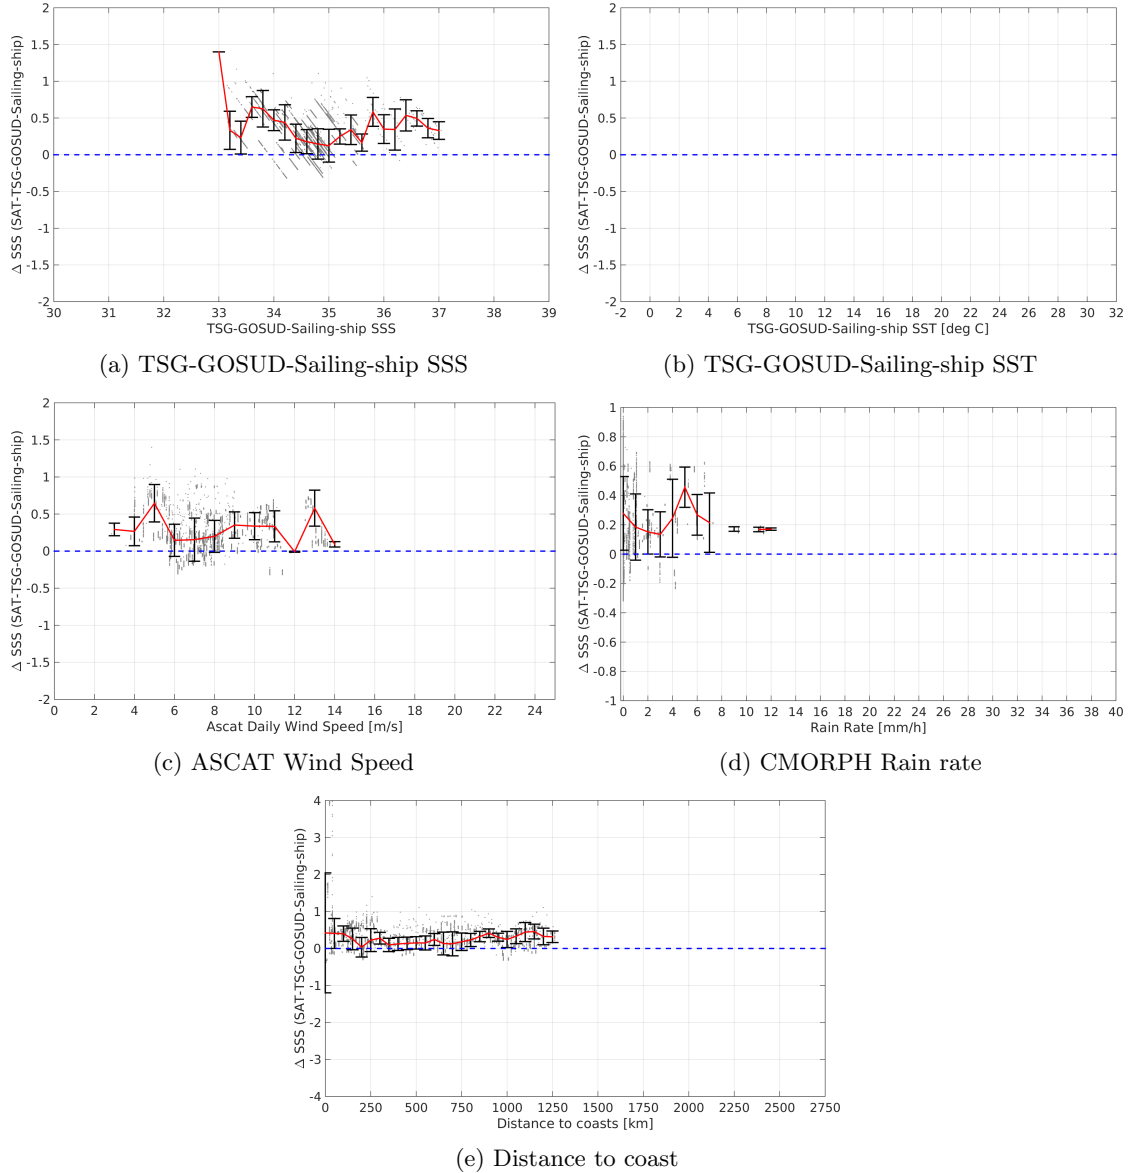 2
1.5
1
0.5
0
-0.5
-1
-1.5
-2
Δ SSS (SAT-TSG-GOSUD-Sailing-ship)
30 31 32 33 34 35 36 37 38 39
TSG-GOSUD-Sailing-ship SSS
(a) TSG-GOSUD-Sailing-ship SSS
2
1.5
1
0.5
0
-0.5
-1
-1.5
-2
Δ SSS (SAT-TSG-GOSUD-Sailing-ship)
-2 0 2 4 6 8 10 12 14 16 18 20 22 24 26 28 30 32
TSG-GOSUD-Sailing-ship SST [deg C]
(b) TSG-GOSUD-Sailing-ship SST
2
1.5
1
0.5
0
-0.5
-1
-1.5
-2
Δ SSS (SAT-TSG-GOSUD-Sailing-ship)
0 2 4 6 8 10 12 14 16 18 20 22 24
Ascat Daily Wind Speed [m/s]
(c) ASCAT Wind Speed
1
0.8
0.6
0.4
0.2
0
-0.2
-0.4
-0.6
-0.8
-1
Δ SSS (SAT-TSG-GOSUD-Sailing-ship)
0 2 4 6 8 10 12 14 16 18 20 22 24 26 28 30 32 34 36 38 40
Rain Rate [mm/h]
(d) CMORPH Rain rate
4
3
2
1
0
-1
-2
-3
-4
Δ SSS (SAT-TSG-GOSUD-Sailing-ship)
0 250 500 750 1000 1250 1500 1750 2000 2250 2500 2750
Distance to coasts [km]
(e) Distance to coast